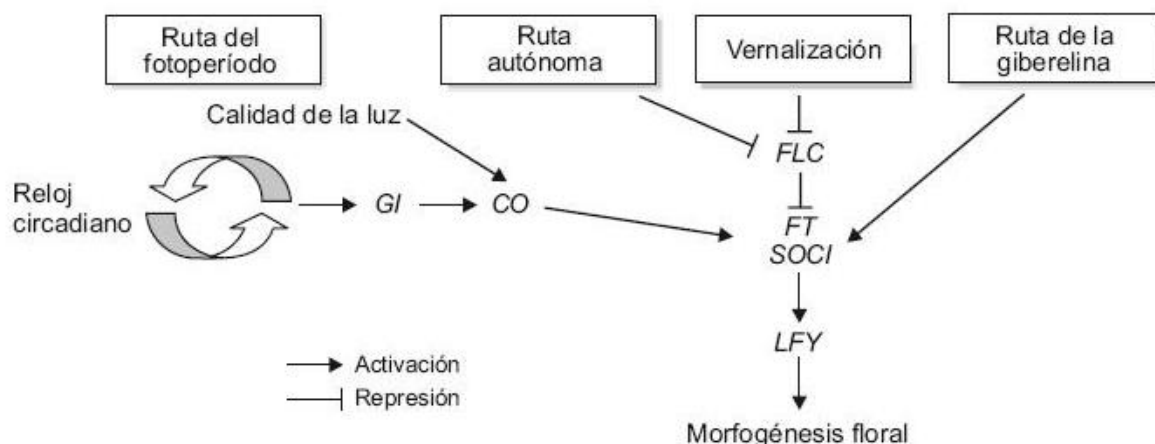 Ruta del
fotoperíodo
Ruta
autónoma
Vernalización
Ruta de la
giberelina
Calidad de la luz
Reloj
circadiano
GI
CO
FLC
FT
SOCI
LFY
Activación
Represión
Morfogénesis floral